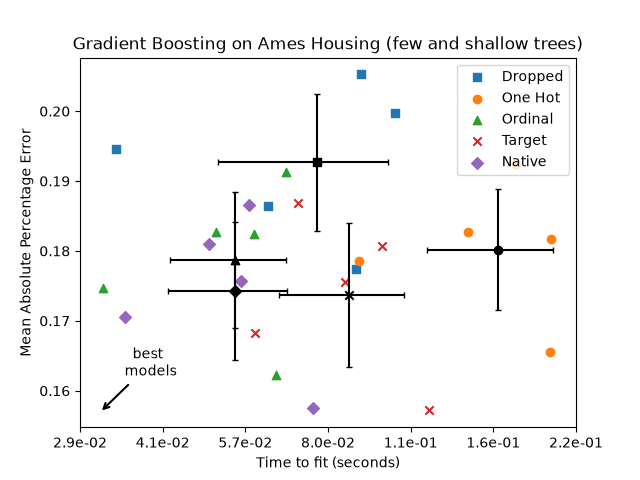 Gradient Boosting on Ames Housing (few and shallow trees)
Mean Absolute Percentage Error
0.20
0.19
0.18
0.17
0.16
Dropped
One Hot
Ordinal
Target
Native
best
models
2.9e-02 4.1e-02 5.7e-02 8.0e-02 1.1e-01 1.6e-01 2.2e-01
Time to fit (seconds)